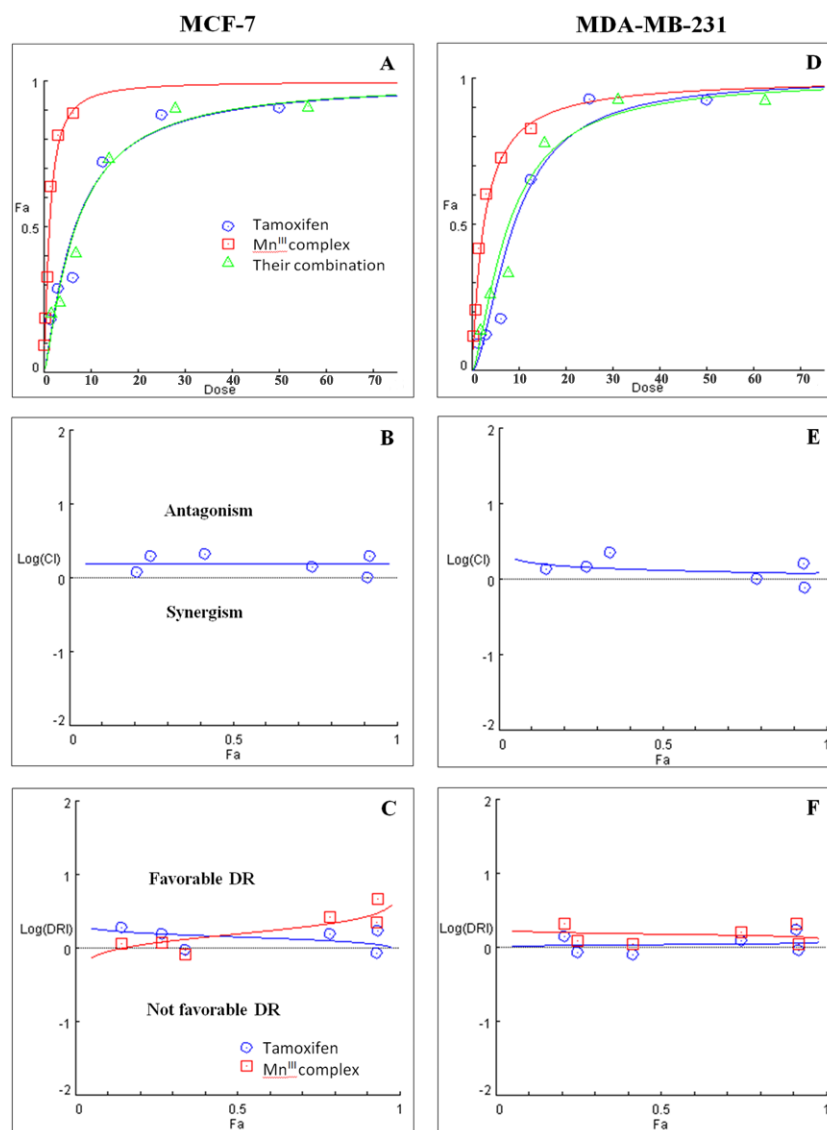 MCF-7
MDA-MB-231
A
1
Fa
0.5
0
0 10 20 30 40 50 60 70
Dose
Tamoxifen
Mnᴵᴵᴵ complex
Their combination
D
1
Fa
0.5
0
0 10 20 30 40 50 60 70
Dose
B
2
1
Log(CI)
0
-1
-2
0 0.5 1
Fa
Antagonism
Synergism
E
2
1
Log(CI)
0
-1
-2
0 0.5 1
Fa
C
2
1
Log(DRI)
0
-1
-2
0 0.5 1
Fa
Favorable DR
Not favorable DR
Tamoxifen
Mnᴵᴵᴵ complex
F
2
1
Log(DRI)
0
-1
-2
0 0.5 1
Fa